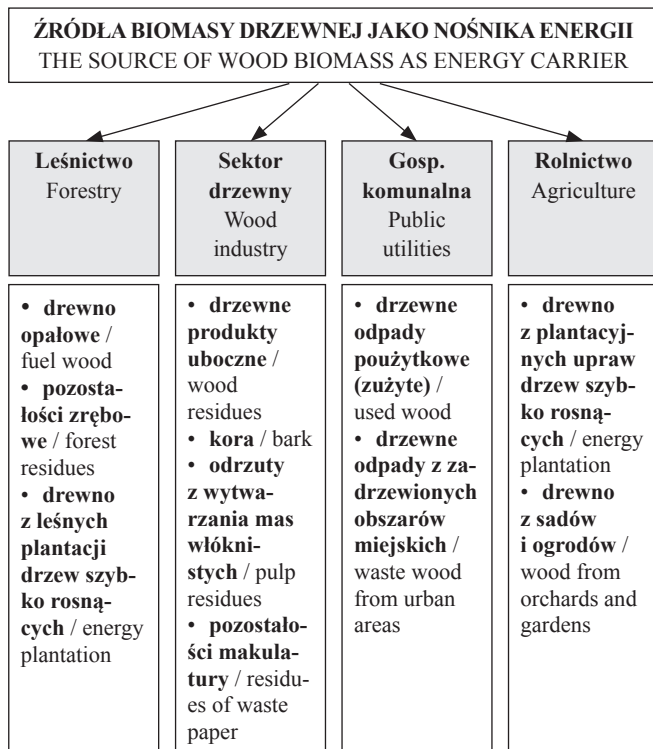 ŹRÓDŁA BIOMASY DRZEWNEJ JAKO NOŚNIKA ENERGII
THE SOURCE OF WOOD BIOMASS AS ENERGY CARRIER
Leśnictwo
Forestry
Sektor
drzewny
Wood
industry
Gosp.
komunalna
Public
utilities
Rolnictwo
Agriculture
• drewno
opałowe /
fuel wood
• pozosta-
łości zrębo-
we / forest
residues
• drewno
z leśnych
plantacji
drzew szyb-
ko rosną-
cych / energy
plantation
• drzewne
produkty
uboczne /
wood
residues
• kora / bark
• odrzuty
z wytwa-
rzania mas
włókni-
stych / pulp
residues
• pozostało-
ści makula-
tury / residu-
es of waste
paper
• drzewne
odpady
poużytkowe
(zużyte) /
used wood
• drzewne
odpady z za-
drzewionych
obszarów
miejskich /
waste wood
from urban
areas
• drewno
z plantacyj-
nych upraw
drzew szyb-
ko rosną-
cych / energy
plantation
• drewno
z sadów
i ogrodów /
wood from
orchards and
gardens